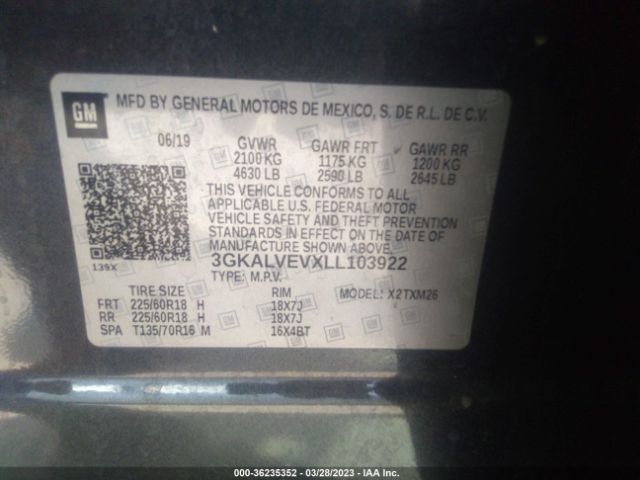 GM
MFD BY GENERAL MOTORS DE MEXICO, S. DE R.L. DE C.V.
06/19 GVWR GAWR FRT GAWR RR
2100 KG 1175 KG 1200 KG
4630 LB 2590 LB 2645 LB
THIS VEHICLE CONFORMS TO ALL
APPLICABLE U.S. FEDERAL MOTOR
VEHICLE SAFETY AND THEFT PREVENTION
STANDARDS IN EFFECT ON THE DATE OF
MANUFACTURE SHOWN ABOVE.
139X
3GKALVEVXLL103922
TYPE: M.P.V.
TIRE SIZE RIM MODEL: X2TXM26
FRT 225/60R18 H 18X7J
RR 225/60R18 H 18X7J
SPA T135/70R16 M 16X4BT
000-36235352 / 03/28/2023 - IAA Inc.